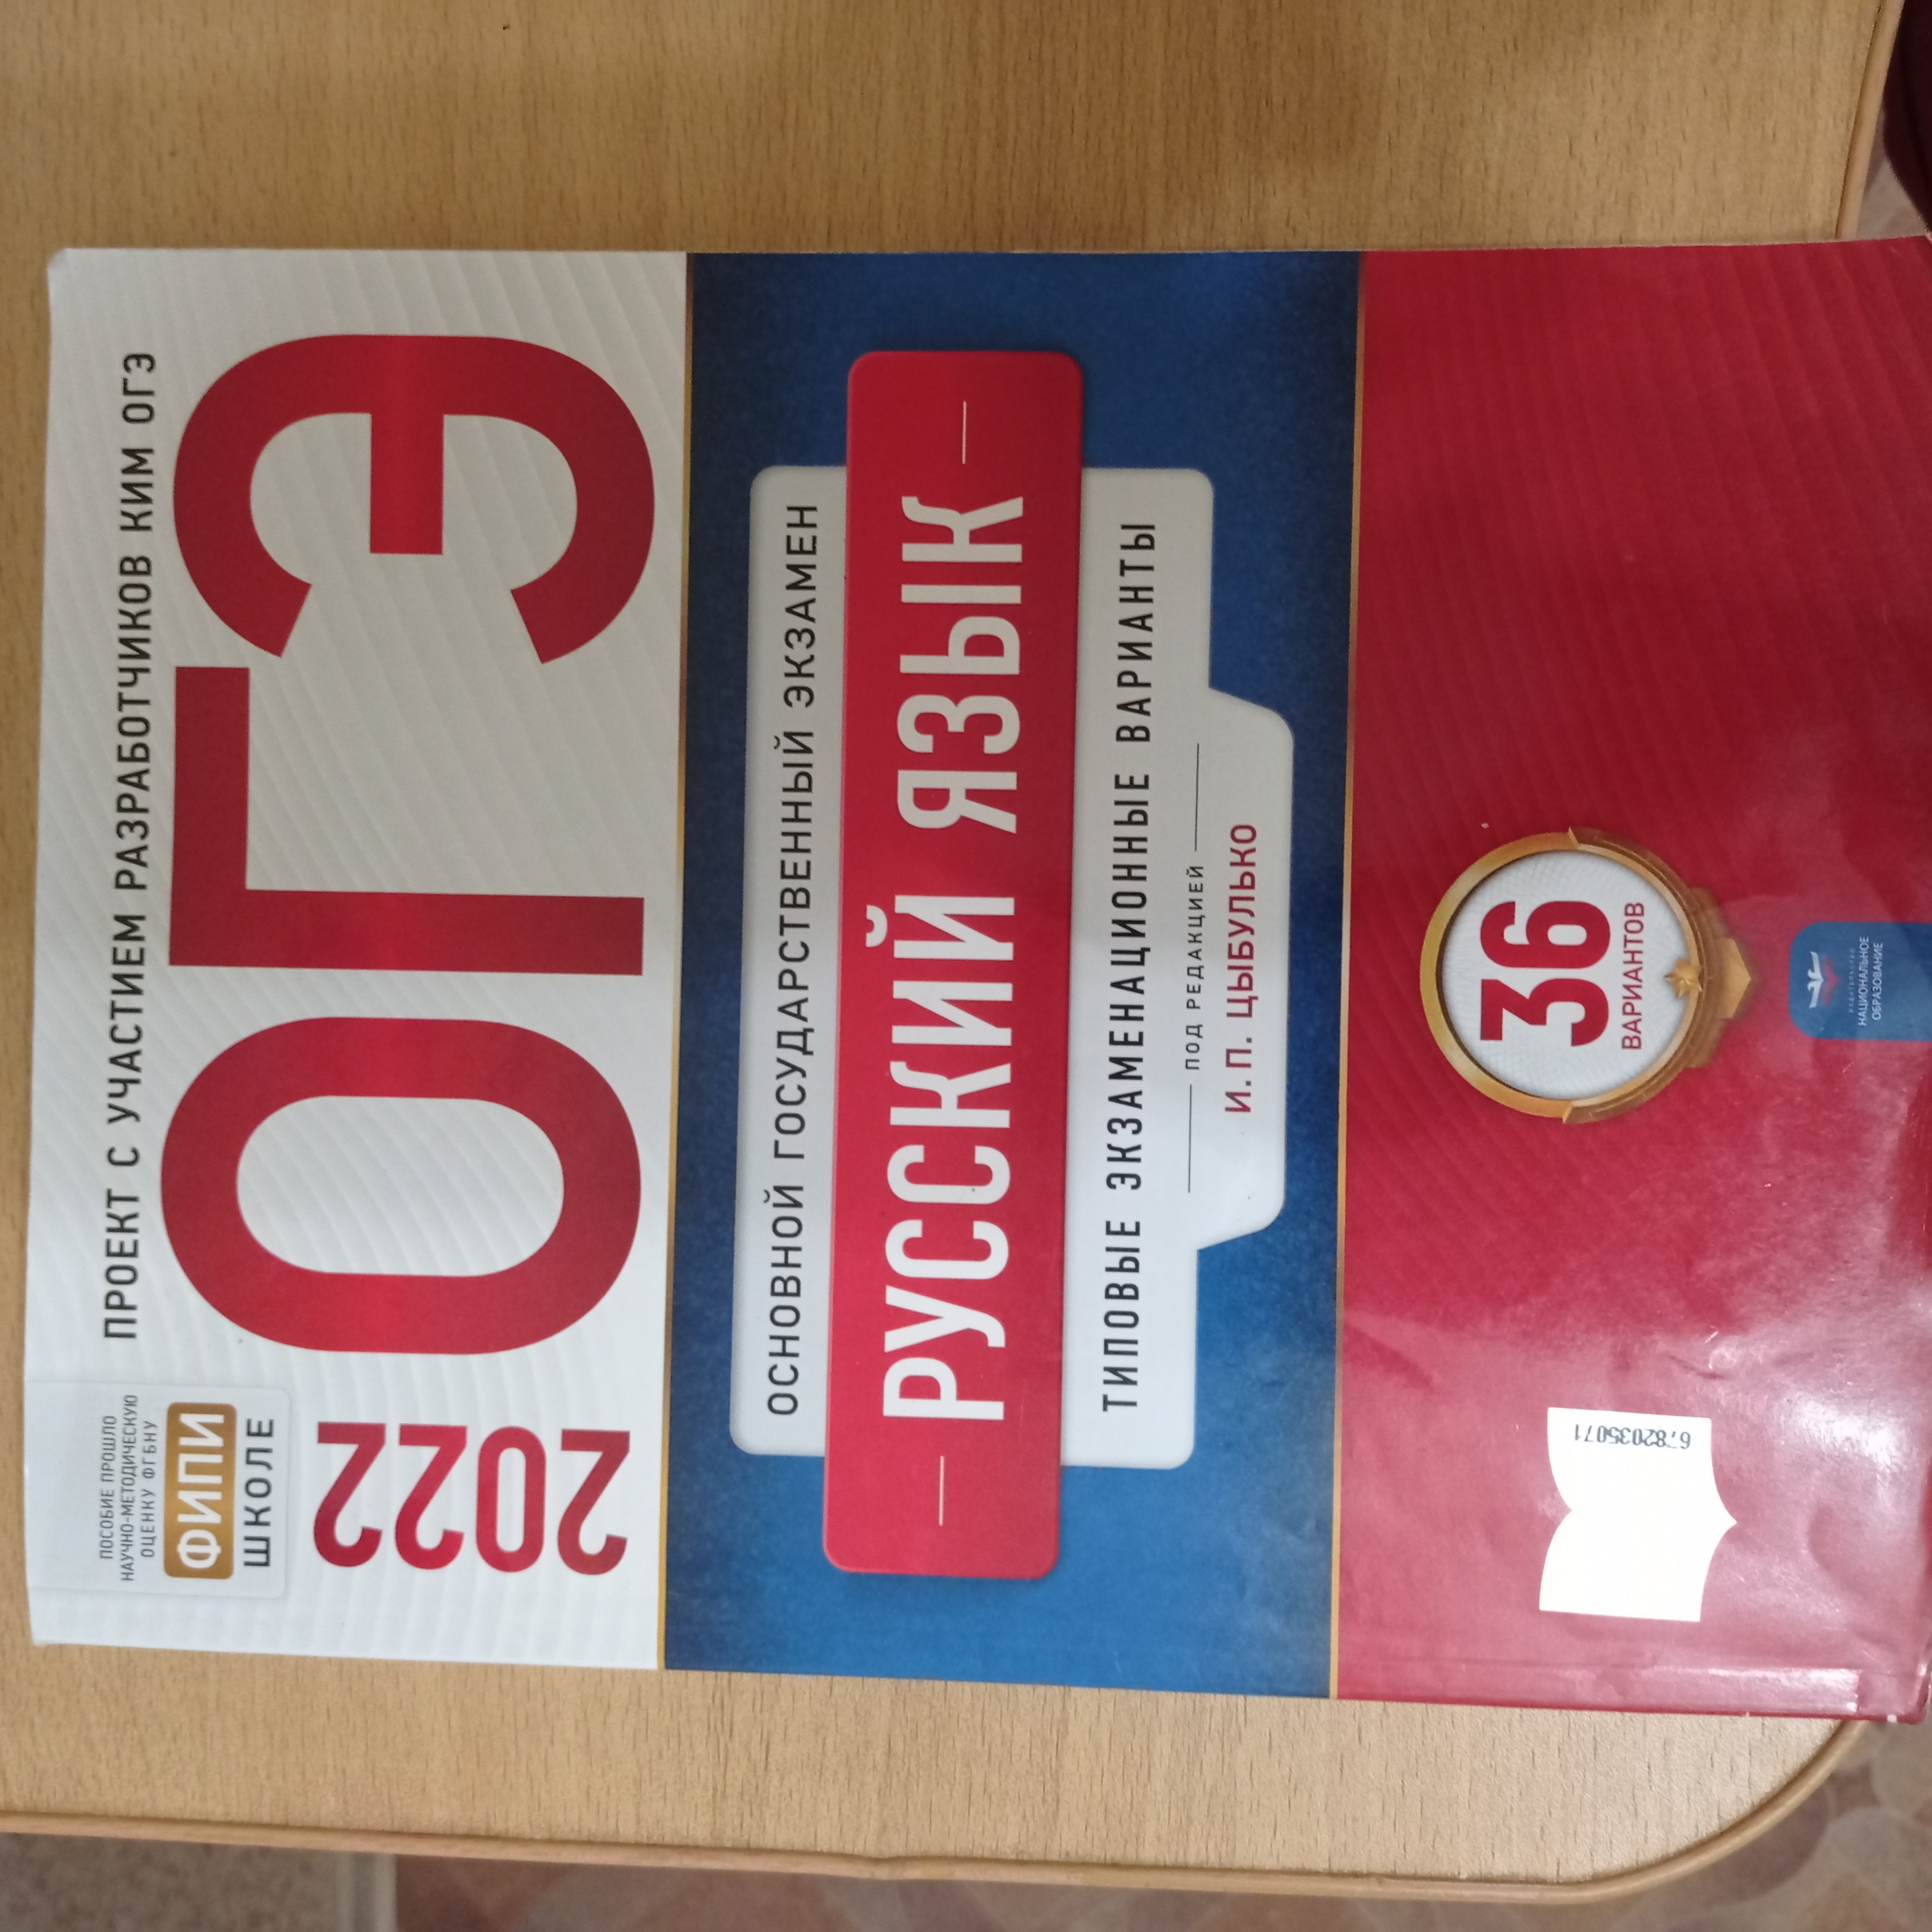 ПРОЕКТ С УЧАСТИЕМ РАЗРАБОТЧИКОВ КИМ ОГЭ
ПОСОБИЕ ПРОШЛО
НАУЧНО-МЕТОДИЧЕСКУЮ
ОЦЕНКУ ФГБНУ
ФИПИ
ШКОЛЕ
2022
ОГЭ
ОСНОВНОЙ ГОСУДАРСТВЕННЫЙ ЭКЗАМЕН
РУССКИЙ ЯЗЫК
ТИПОВЫЕ ЭКЗАМЕНАЦИОННЫЕ ВАРИАНТЫ
ПОД РЕДАКЦИЕЙ
И. П. ЦЫБУЛЬКО
36
ВАРИАНТОВ
6782035071
ИЗДАТЕЛЬСТВО
НАЦИОНАЛЬНОЕ
ОБРАЗОВАНИЕ